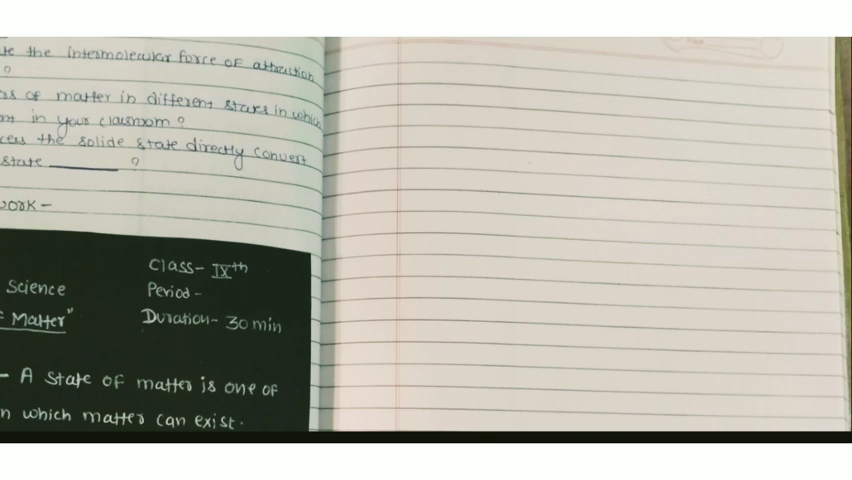 te the intermolecular force of attraction
?
of matter in different states in which
in your classroom?
the solide state directly convert
state ?
work-
Class- IXth
Science
Period-
Matter"
Duration- 30 min
- A state of matter is one of
n which matter can exist.